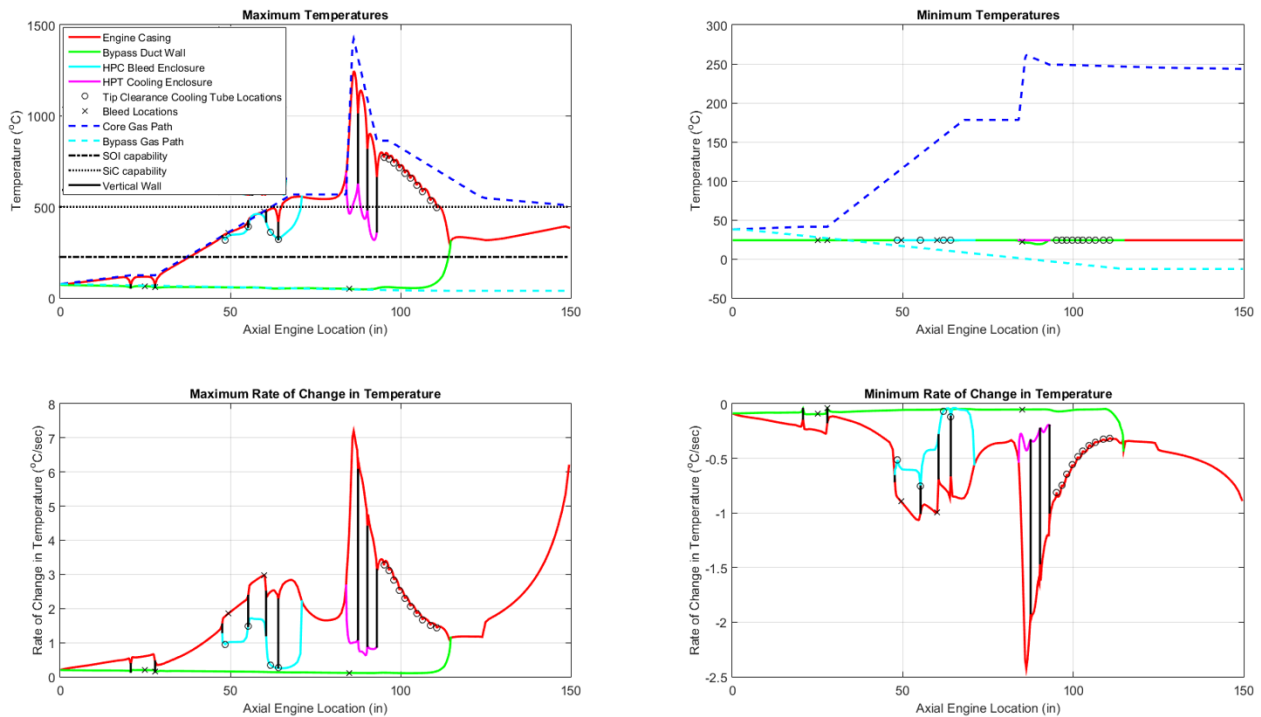 Maximum Temperatures
1500
1000
500
0
Temperature (°C)
Engine Casing
Bypass Duct Wall
HPC Bleed Enclosure
HPT Cooling Enclosure
Tip Clearance Cooling Tube Locations
Bleed Locations
Core Gas Path
Bypass Gas Path
SOI capability
SiC capability
Vertical Wall
0 50 100 150
Axial Engine Location (in)
Minimum Temperatures
300
250
200
150
100
50
0
-50
Temperature (°C)
0 50 100 150
Axial Engine Location (in)
Maximum Rate of Change in Temperature
8
7
6
5
4
3
2
1
0
Rate of Change in Temperature (°C/sec)
0 50 100 150
Axial Engine Location (in)
Minimum Rate of Change in Temperature
0
-0.5
-1
-1.5
-2
-2.5
Rate of Change in Temperature (°C/sec)
0 50 100 150
Axial Engine Location (in)